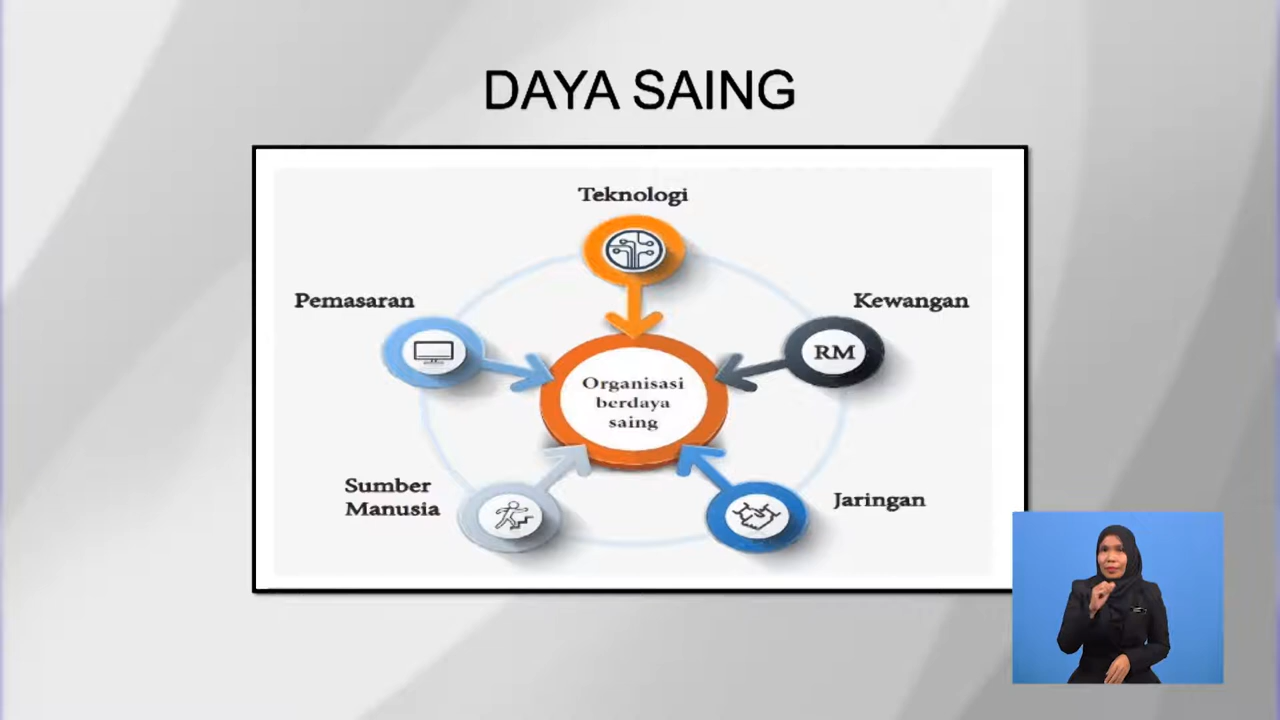 DAYA SAING
Teknologi
Pemasaran
Kewangan
RM
Organisasi
berdaya
saing
Sumber
Manusia
Jaringan